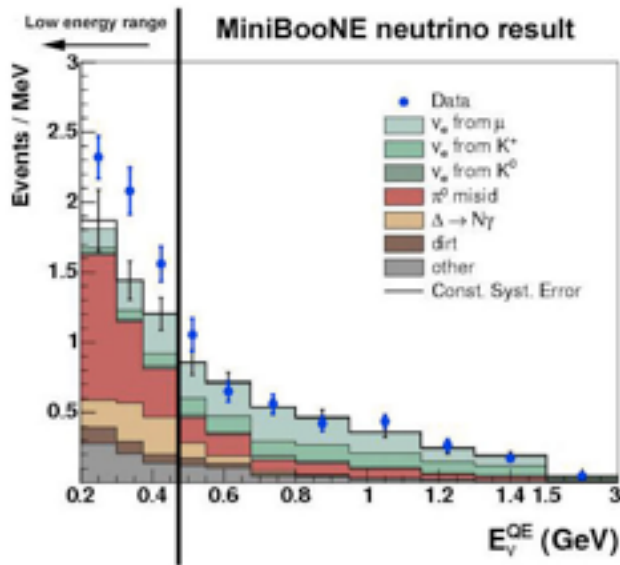 Low energy range
MiniBooNE neutrino result
Events / MeV
3
2.5
2
1.5
1
0.5
0
Data
νe from μ
νe from K+
νe from K0
π0 misid
Δ → Nγ
dirt
other
Const. Syst. Error
0.2 0.4 0.6 0.8 1 1.2 1.4 1.5 3
EνQE (GeV)